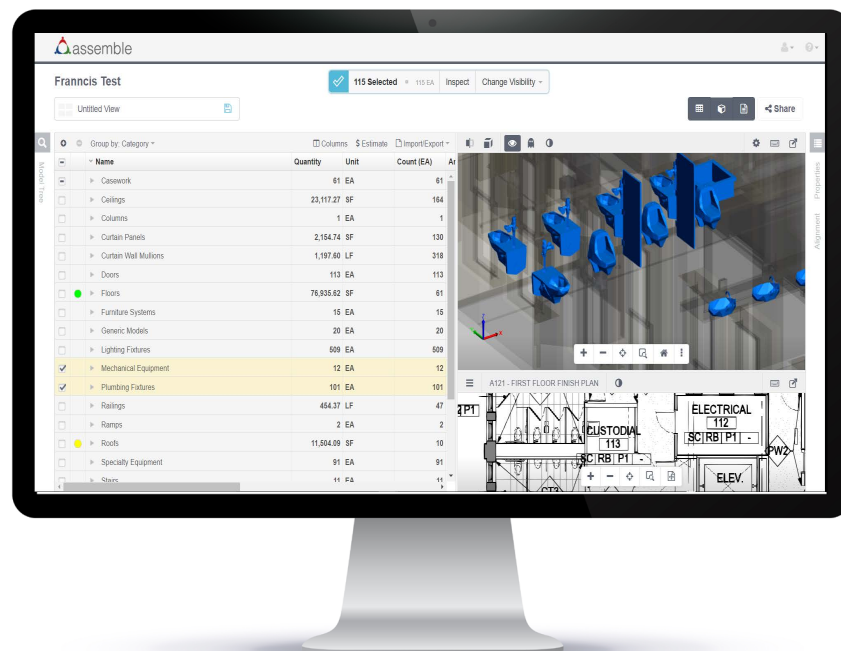 assemble
Franncis Test
115 Selected 115 EA Inspect Change Visibility
Untitled View
Share
Group by: Category
Columns $ Estimate Import/Export
Model Tree
Name Quantity Unit Count (EA)
Casework 61 EA 61
Ceilings 23,117.27 SF 164
Columns 1 EA 1
Curtain Panels 2,154.74 SF 130
Curtain Wall Mullions 1,197.60 LF 318
Doors 113 EA 113
Floors 76,935.62 SF 61
Furniture Systems 15 EA 15
Generic Models 20 EA 20
Lighting Fixtures 509 EA 509
Mechanical Equipment 12 EA 12
Plumbing Fixtures 101 EA 101
Railings 454.37 LF 47
Ramps 2 EA 2
Roofs 11,504.09 SF 10
Specialty Equipment 91 EA 91
Stairs 11 EA 11
Properties
Alignment
Z
X
A121 - FIRST FLOOR FINISH PLAN
P1
CUSTODIAL
113
SC RB P1 -
ELECTRICAL
112
SC RB P1 -
PW2
ELEV.
CT3